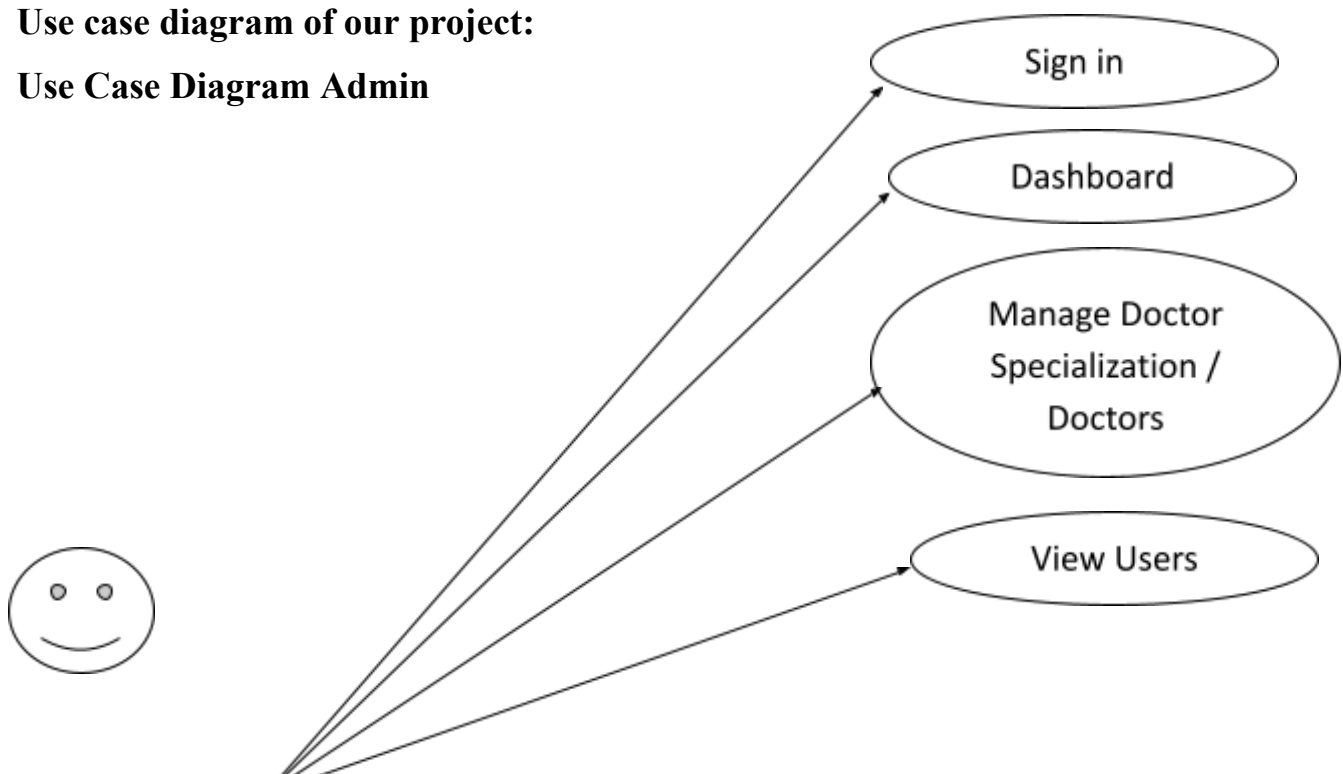 Use case diagram of our project:
Use Case Diagram Admin
Sign in
Dashboard
Manage Doctor
Specialization /
Doctors
View Users